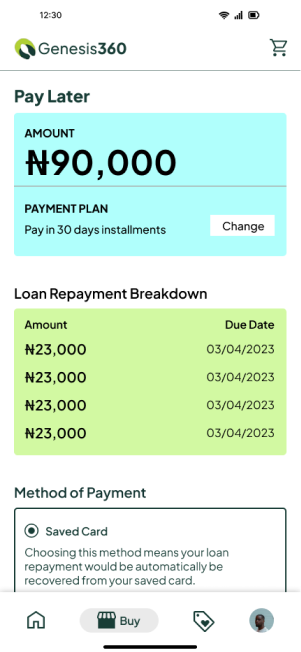 12:30
Genesis360
Pay Later
AMOUNT
₦90,000
PAYMENT PLAN
Pay in 30 days installments
Change
Loan Repayment Breakdown
Amount Due Date
₦23,000 03/04/2023
₦23,000 03/04/2023
₦23,000 03/04/2023
₦23,000 03/04/2023
Method of Payment
Saved Card
Choosing this method means your loan
repayment would be automatically be
recovered from your saved card.
Buy